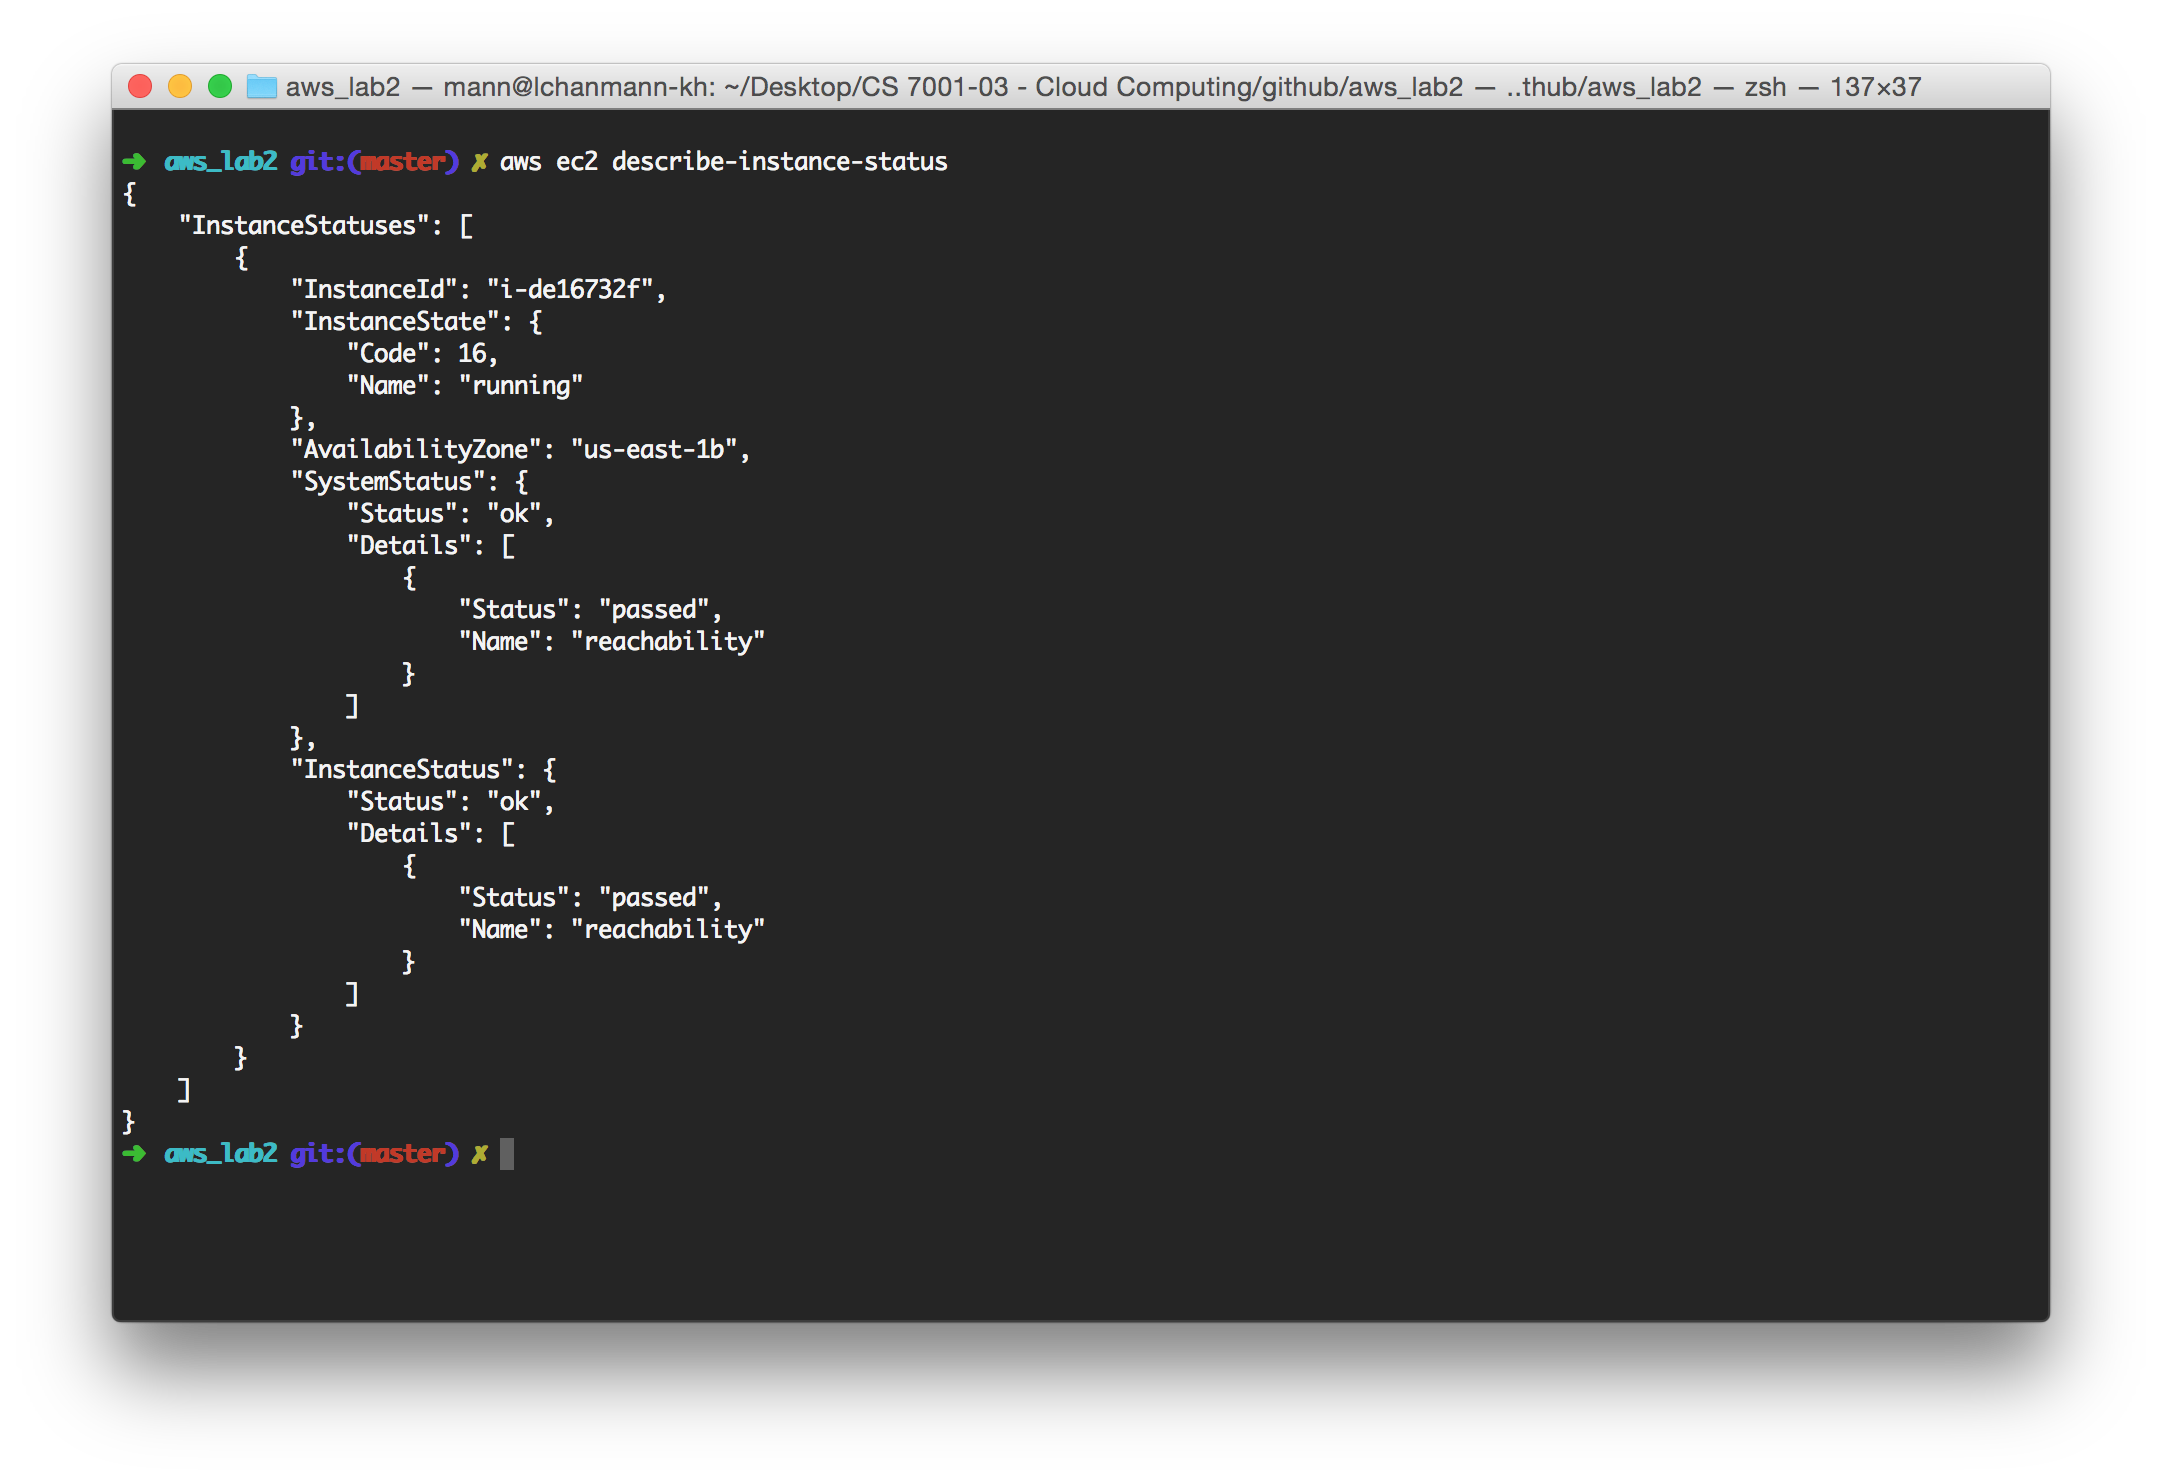 aws_lab2 — mann@lchanmann-kh: ~/Desktop/CS 7001-03 - Cloud Computing/github/aws_lab2 — ..thub/aws_lab2 — zsh — 137×37
➜  aws_lab2 git:(master) ✗ aws ec2 describe-instance-status
{
    "InstanceStatuses": [
        {
            "InstanceId": "i-de16732f",
            "InstanceState": {
                "Code": 16,
                "Name": "running"
            },
            "AvailabilityZone": "us-east-1b",
            "SystemStatus": {
                "Status": "ok",
                "Details": [
                    {
                        "Status": "passed",
                        "Name": "reachability"
                    }
                ]
            },
            "InstanceStatus": {
                "Status": "ok",
                "Details": [
                    {
                        "Status": "passed",
                        "Name": "reachability"
                    }
                ]
            }
        }
    ]
}
➜  aws_lab2 git:(master) ✗